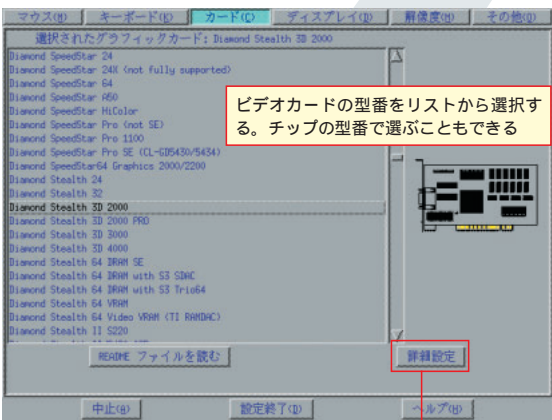 マウス(M) キーボード(K) カード(C) ディスプレイ(D) 解像度(M) その他(O)
選択されたグラフィックカード: Diamond Stealth 3D 2000
Diamond SpeedStar 24
Diamond SpeedStar 24X (not fully supported)
Diamond SpeedStar 64
Diamond SpeedStar A50
Diamond SpeedStar HiColor
Diamond SpeedStar Pro (not SE)
Diamond SpeedStar Pro 1100
Diamond SpeedStar Pro SE (CL-GD5430/5434)
Diamond SpeedStar64 Graphics 2000/2200
Diamond Stealth 24
Diamond Stealth 32
Diamond Stealth 3D 2000
Diamond Stealth 3D 2000 PRO
Diamond Stealth 3D 3000
Diamond Stealth 3D 4000
Diamond Stealth 64 DRAM SE
Diamond Stealth 64 DRAM with S3 SDAC
Diamond Stealth 64 DRAM with S3 Trio64
Diamond Stealth 64 VRAM
Diamond Stealth 64 Video VRAM (TI RAMDAC)
Diamond Stealth II S220
ビデオカードの型番をリストから選択す
る。チップの型番で選ぶこともできる
README ファイルを読む 詳細設定
中止(A) 設定終了(Q) ヘルプ(H)